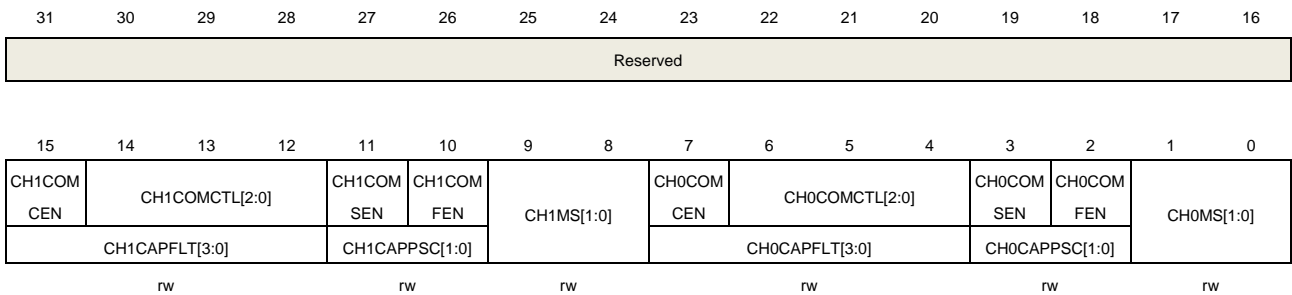 31 30 29 28 27 26 25 24 23 22 21 20 19 18 17 16
Reserved
15 14 13 12 11 10 9 8 7 6 5 4 3 2 1 0
CH1COM CEN CH1COMCTL[2:0] CH1COM SEN CH1COM FEN CH1MS[1:0] CH0COM CEN CH0COMCTL[2:0] CH0COM SEN CH0COM FEN CH0MS[1:0]
CH1CAPFLT[3:0] CH1CAPPSC[1:0] CH0CAPFLT[3:0] CH0CAPPSC[1:0]
rw rw rw rw rw rw